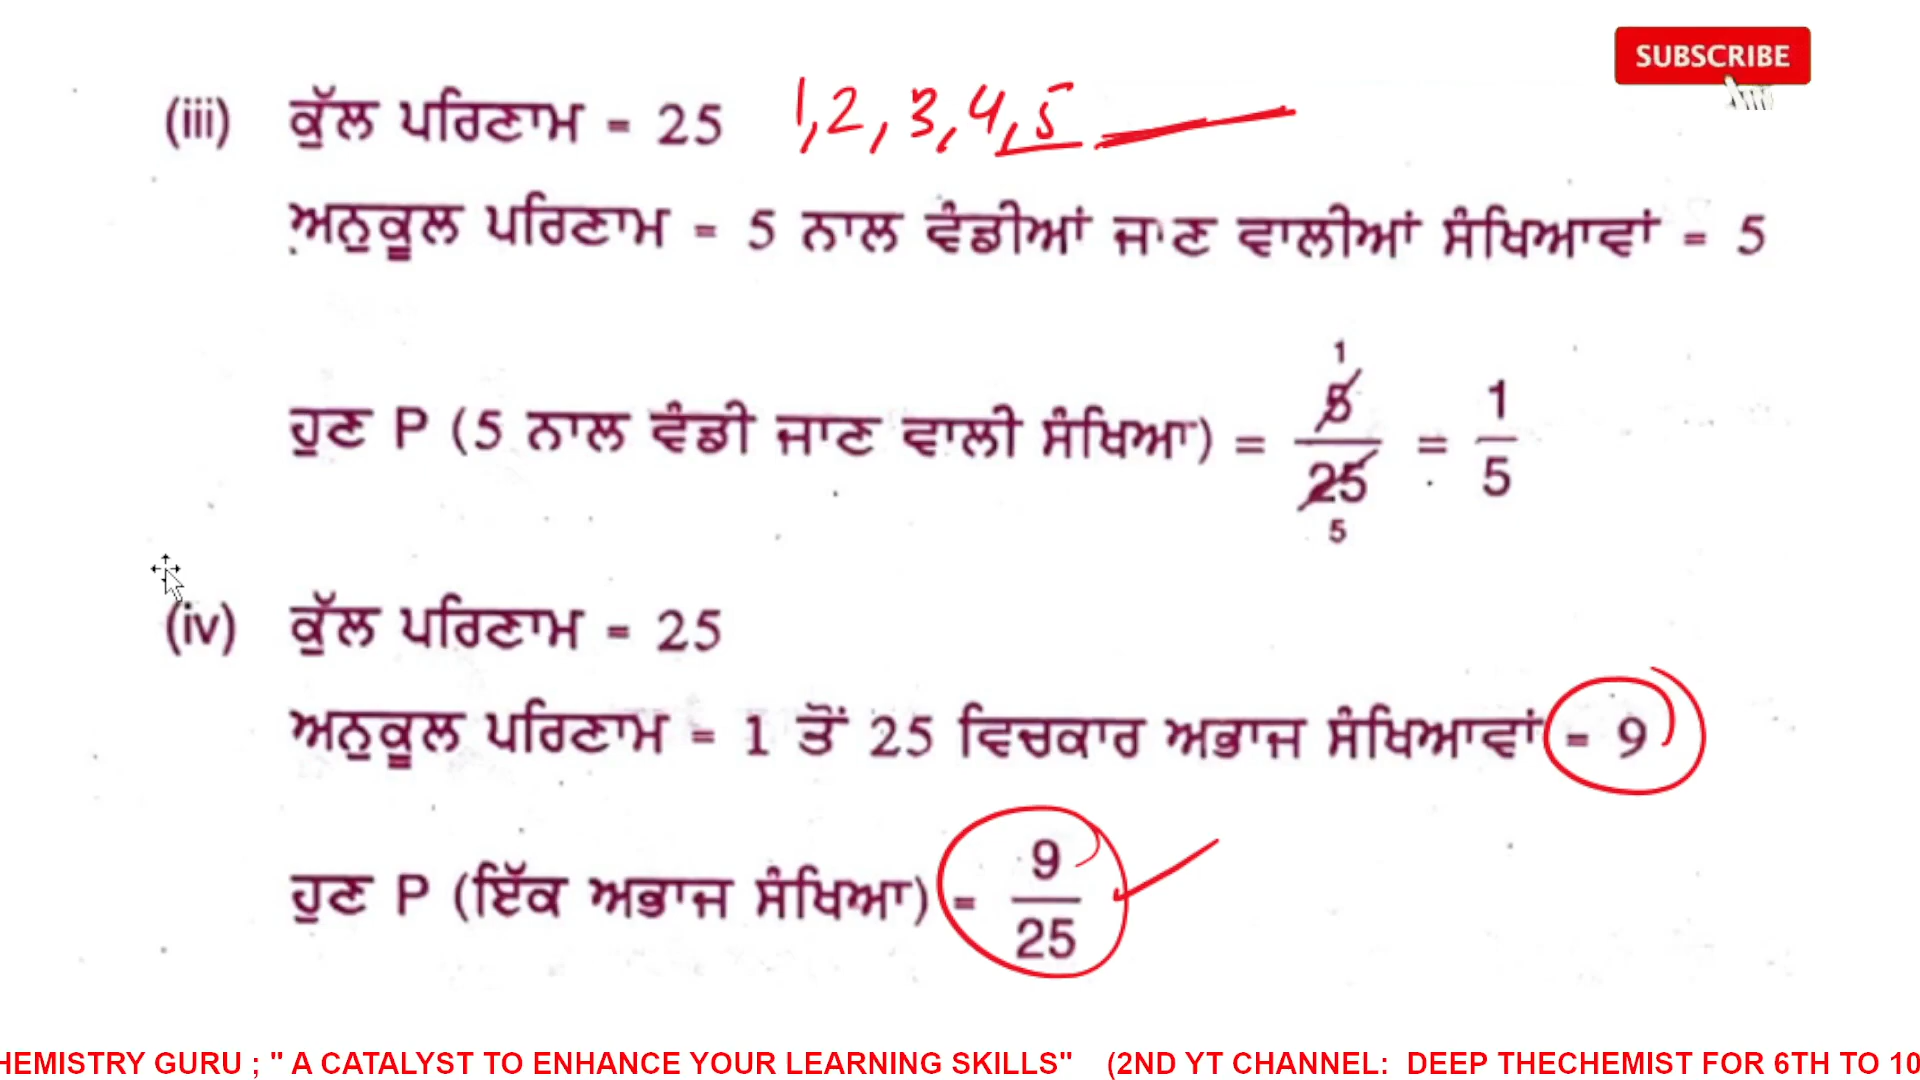 SUBSCRIBE
(iii) ਕੁੱਲ ਪਰਿਣਾਮ = 25 1, 2, 3, 4, 5
ਅਨੁਕੂਲ ਪਰਿਣਾਮ = 5 ਨਾਲ ਵੰਡੀਆਂ ਜਾਣ ਵਾਲੀਆਂ ਸੰਖਿਆਵਾਂ = 5
ਹੁਣ P (5 ਨਾਲ ਵੰਡੀ ਜਾਣ ਵਾਲੀ ਸੰਖਿਆ) = 5/25 = 1/5
1
5
(iv) ਕੁੱਲ ਪਰਿਣਾਮ = 25
ਅਨੁਕੂਲ ਪਰਿਣਾਮ = 1 ਤੋਂ 25 ਵਿਚਕਾਰ ਅਭਾਜ ਸੰਖਿਆਵਾਂ = 9
ਹੁਣ P (ਇੱਕ ਅਭਾਜ ਸੰਖਿਆ) = 9/25
HEMISTRY GURU ; " A CATALYST TO ENHANCE YOUR LEARNING SKILLS" (2ND YT CHANNEL: DEEP THECHEMIST FOR 6TH TO 10